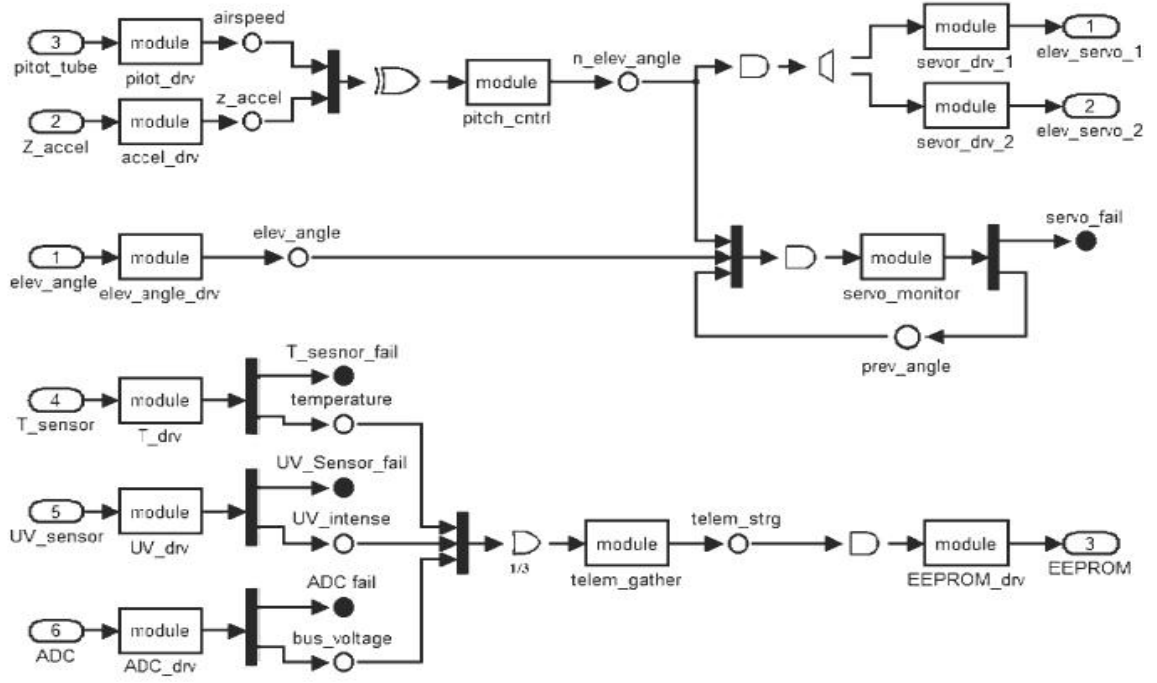 airspeed
3
module
pitot_tube
pitot_drv
z_accel
2
module
Z_accel
accel_drv
module
pitch_cntrl
n_elev_angle
module
sevor_drv_1
1
elev_servo_1
module
sevor_drv_2
2
elev_servo_2
elev_angle
1
module
elev_angle
elev_angle_drv
module
servo_monitor
servo_fail
prev_angle
T_sesnor_fail
4
module
temperature
T_sensor
T_drv
UV_Sensor_fail
5
module
UV_intense
UV_sensor
UV_drv
1/3
module
telem_gather
telem_strg
module
EEPROM_drv
3
EEPROM
ADC fail
6
module
bus_voltage
ADC
ADC_drv